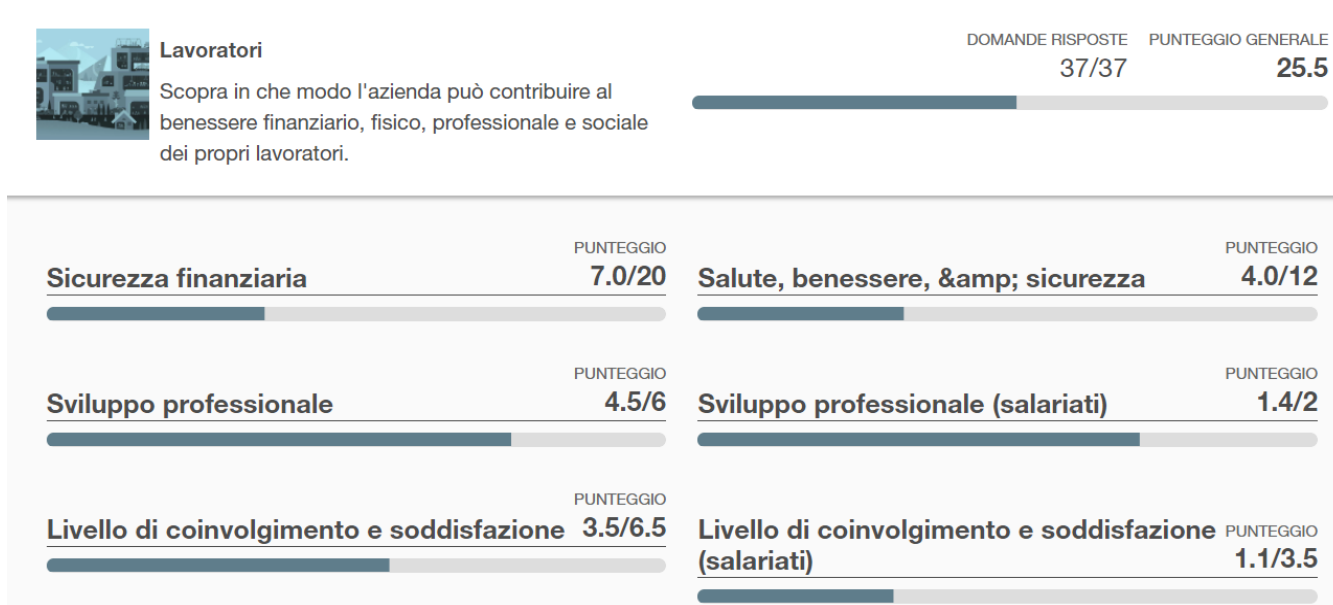 Lavoratori
Scopra in che modo l'azienda può contribuire al
benessere finanziario, fisico, professionale e sociale
dei propri lavoratori.
DOMANDE RISPOSTE PUNTEGGIO GENERALE
37/37 25.5
PUNTEGGIO
Sicurezza finanziaria 7.0/20
PUNTEGGIO
Salute, benessere, &amp; sicurezza 4.0/12
PUNTEGGIO
Sviluppo professionale 4.5/6
PUNTEGGIO
Sviluppo professionale (salariati) 1.4/2
PUNTEGGIO
Livello di coinvolgimento e soddisfazione 3.5/6.5
Livello di coinvolgimento e soddisfazione PUNTEGGIO
(salariati) 1.1/3.5